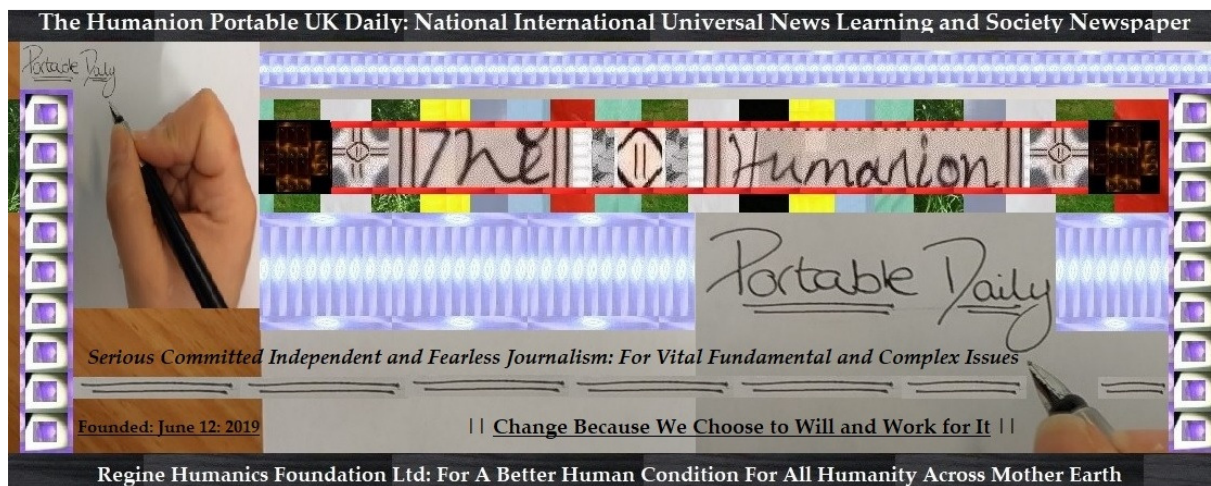 The Humanion Portable UK Daily: National International Universal News Learning and Society Newspaper
Portable Daily
The Humanion
Portable Daily
Serious Committed Independent and Fearless Journalism: For Vital Fundamental and Complex Issues
Founded: June 12: 2019
|| Change Because We Choose to Will and Work for It ||
Regine Humanics Foundation Ltd: For A Better Human Condition For All Humanity Across Mother Earth